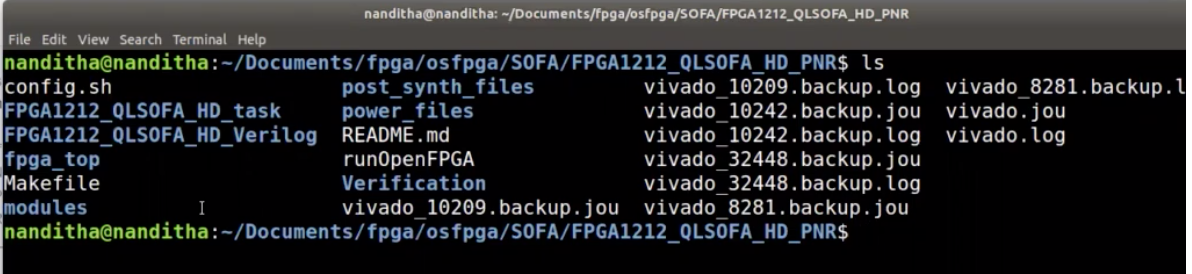 nanditha@nanditha: ~/Documents/fpga/osfpga/SOFA/FPGA1212_QLSOFA_HD_PNR
File Edit View Search Terminal Help
nanditha@nanditha:~/Documents/fpga/osfpga/SOFA/FPGA1212_QLSOFA_HD_PNR$ ls
config.sh post_synth_files vivado_10209.backup.log vivado_8281.backup.l
FPGA1212_QLSOFA_HD_task power_files vivado_10242.backup.jou vivado.jou
FPGA1212_QLSOFA_HD_Verilog README.md vivado_10242.backup.log vivado.log
fpga_top runOpenFPGA vivado_32448.backup.jou
Makefile Verification vivado_32448.backup.log
modules vivado_10209.backup.jou vivado_8281.backup.jou
nanditha@nanditha:~/Documents/fpga/osfpga/SOFA/FPGA1212_QLSOFA_HD_PNR$